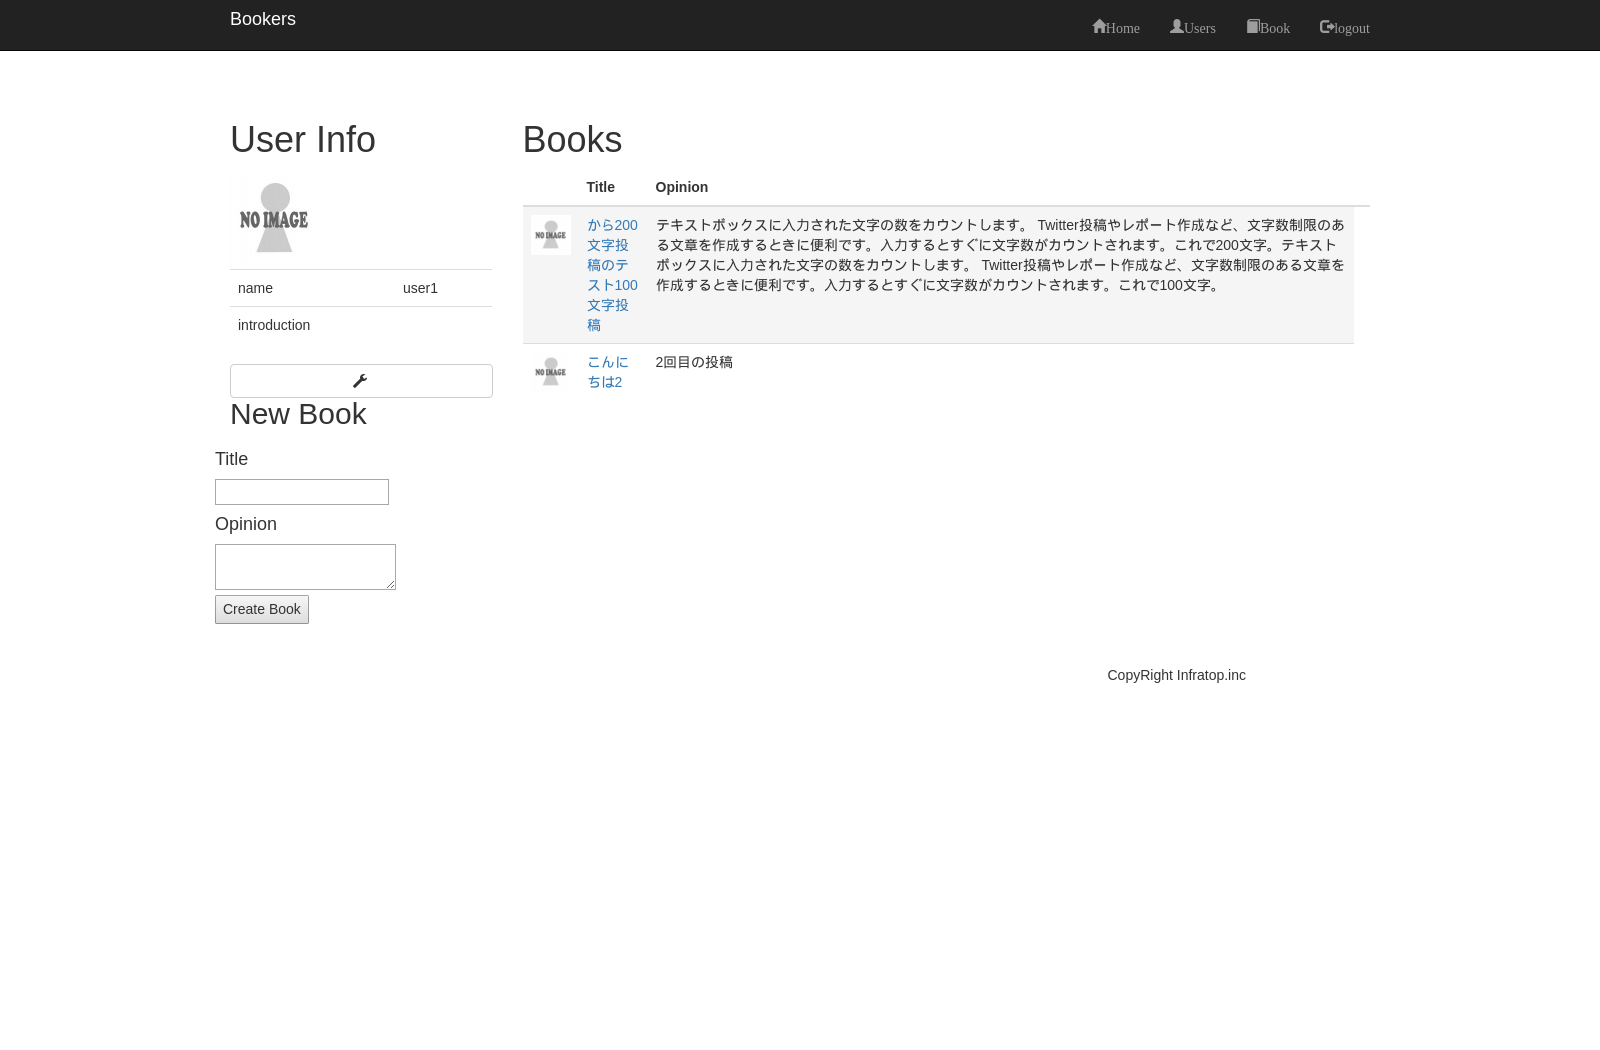 Bookers
Home Users Book logout
User Info
NO IMAGE
name user1
introduction
New Book
Title
Opinion
Create Book
Books
Title Opinion
NO IMAGE
から200
文字投
稿のテ
スト100
文字投
稿
テキストボックスに入力された文字の数をカウントします。 Twitter投稿やレポート作成など、文字数制限のあ
る文章を作成するときに便利です。入力するとすぐに文字数がカウントされます。これで200文字。テキスト
ボックスに入力された文字の数をカウントします。 Twitter投稿やレポート作成など、文字数制限のある文章を
作成するときに便利です。入力するとすぐに文字数がカウントされます。これで100文字。
NO IMAGE
こんに
ちは2
2回目の投稿
CopyRight Infratop.inc